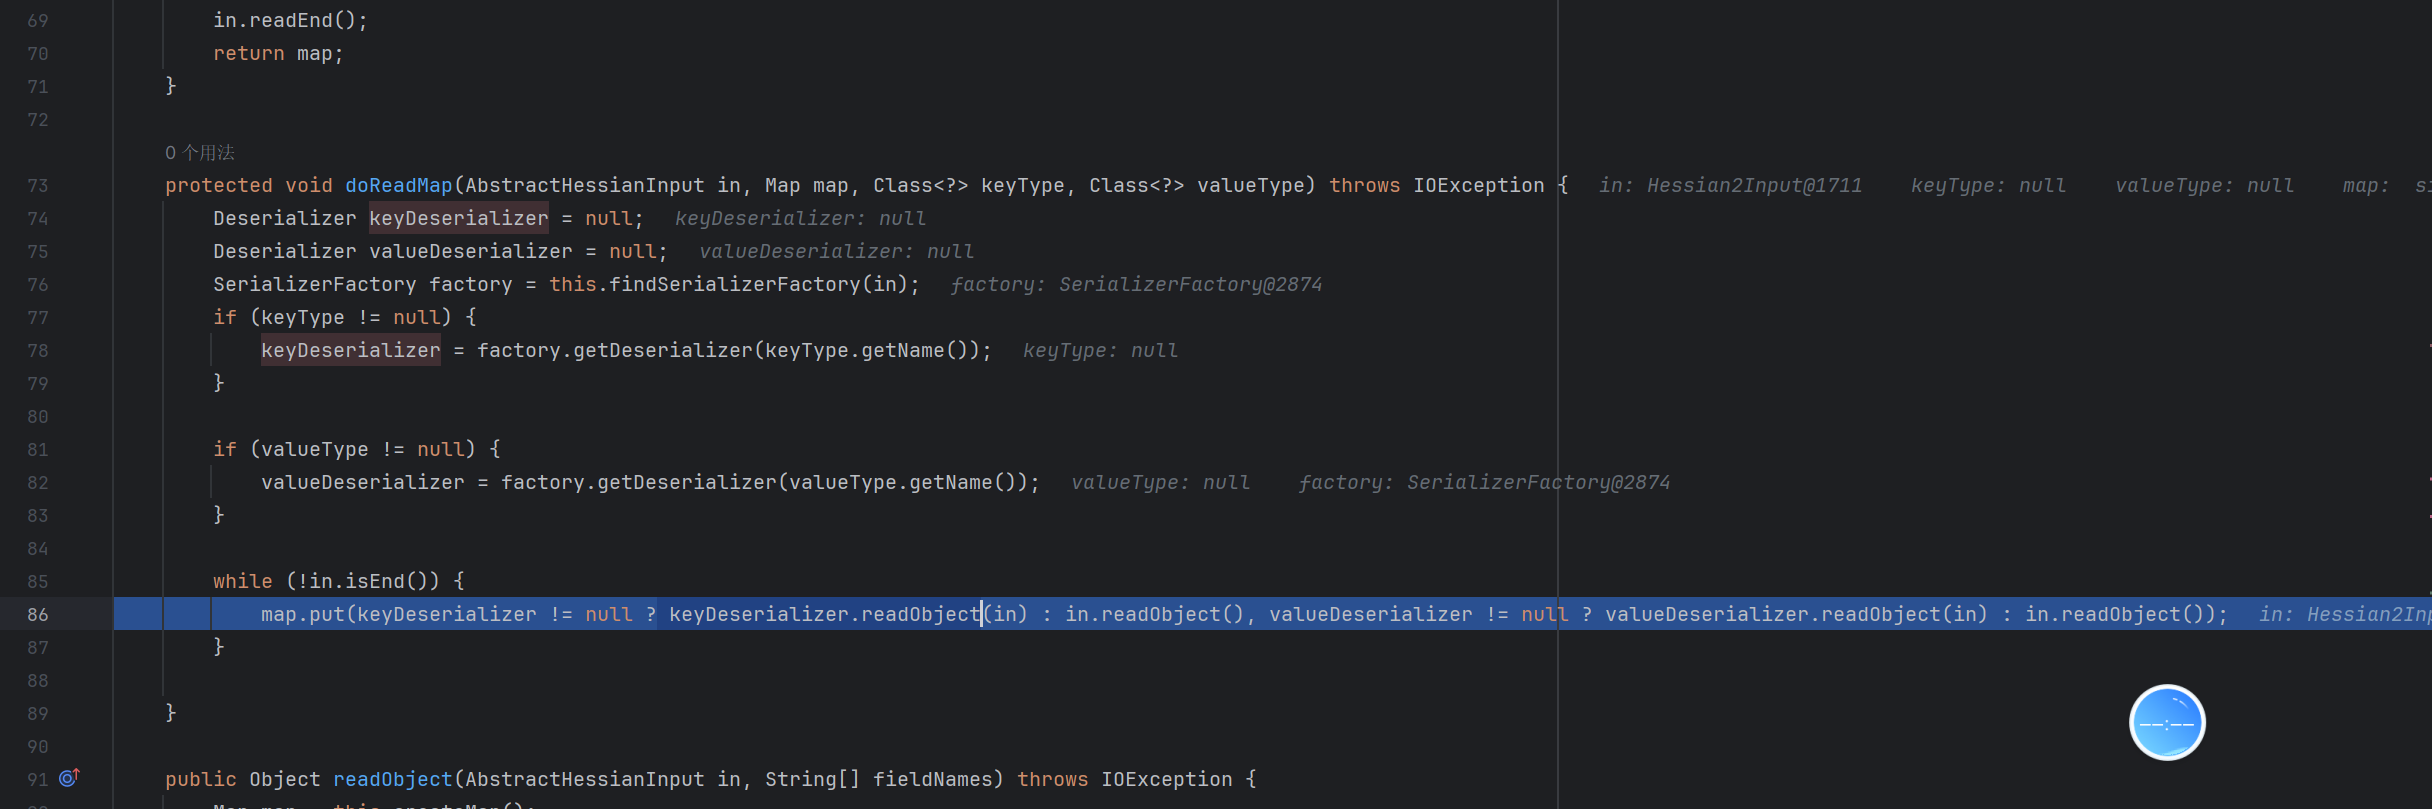 69 in.readEnd();
70 return map;
71 }
72
0 个用法
73 protected void doReadMap(AbstractHessianInput in, Map map, Class<?> keyType, Class<?> valueType) throws IOException { in: Hessian2Input@1711 keyType: null valueType: null map:
74 Deserializer keyDeserializer = null; keyDeserializer: null
75 Deserializer valueDeserializer = null; valueDeserializer: null
76 SerializerFactory factory = this.findSerializerFactory(in); factory: SerializerFactory@2874
77 if (keyType != null) {
78 keyDeserializer = factory.getDeserializer(keyType.getName()); keyType: null
79 }
80
81 if (valueType != null) {
82 valueDeserializer = factory.getDeserializer(valueType.getName()); valueType: null factory: SerializerFactory@2874
83 }
84
85 while (!in.isEnd()) {
86 map.put(keyDeserializer != null ? keyDeserializer.readObject(in) : in.readObject(), valueDeserializer != null ? valueDeserializer.readObject(in) : in.readObject()); in: Hessian2Inp
87 }
88
89 }
90
91 public Object readObject(AbstractHessianInput in, String[] fieldNames) throws IOException {
--:--